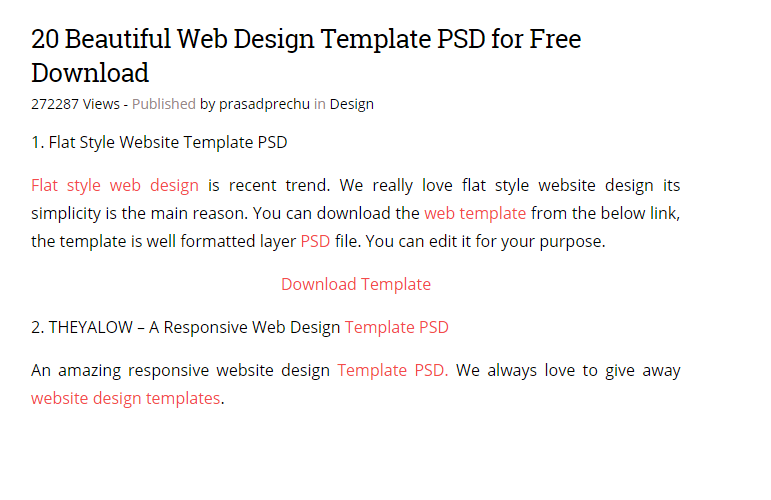 20 Beautiful Web Design Template PSD for Free
Download
272287 Views - Published by prasadprechu in Design
1. Flat Style Website Template PSD
Flat style web design is recent trend. We really love flat style website design its
simplicity is the main reason. You can download the web template from the below link,
the template is well formatted layer PSD file. You can edit it for your purpose.
Download Template
2. THEYALOW – A Responsive Web Design Template PSD
An amazing responsive website design Template PSD. We always love to give away
website design templates.